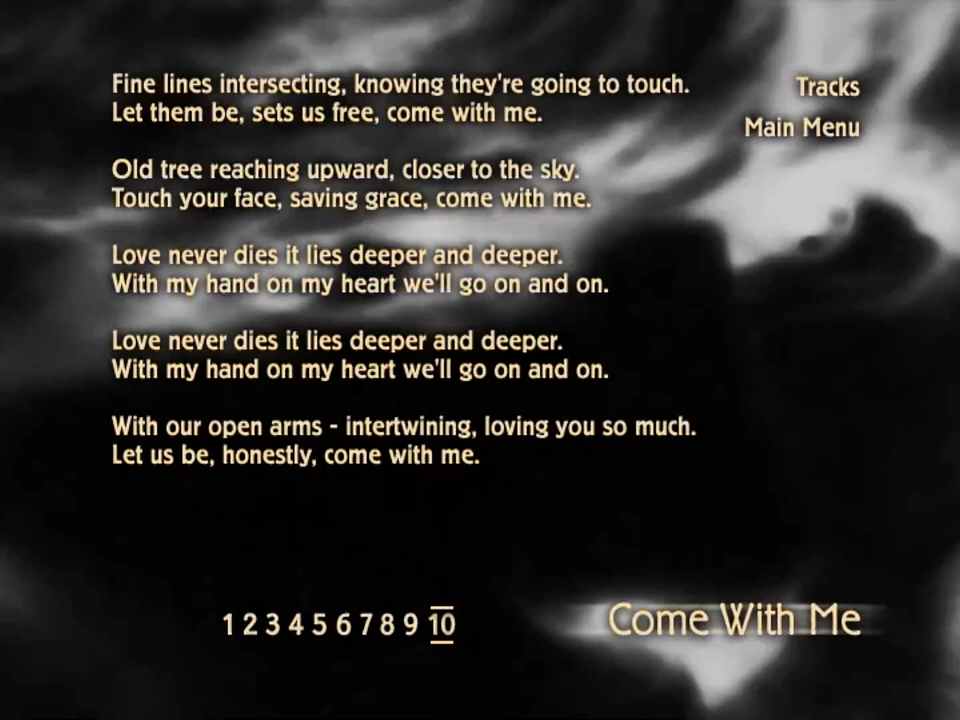 Fine lines intersecting, knowing they're going to touch.
Let them be, sets us free, come with me.
Old tree reaching upward, closer to the sky.
Touch your face, saving grace, come with me.
Love never dies it lies deeper and deeper.
With my hand on my heart we'll go on and on.
Love never dies it lies deeper and deeper.
With my hand on my heart we'll go on and on.
With our open arms - intertwining, loving you so much.
Let us be, honestly, come with me.
Tracks
Main Menu
1 2 3 4 5 6 7 8 9 10
Come With Me